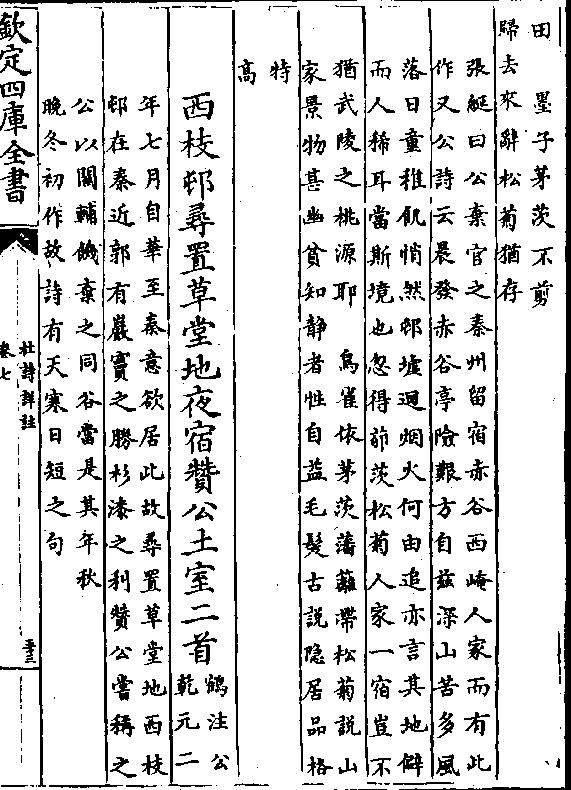 田 墨子茅茨不剪
歸去來辭松菊猶存
張綖曰公棄官之秦州留宿赤谷西崦人家而有此
作又公詩云晨發赤谷亭險艱方自兹深山苦多風
落日童稚飢悄然邨墟迥烟火何由追亦言其地僻
而人稀耳當斯境也忽得茆茨松菊人家一宿豈不
猶武陵之桃源耶 鳥雀依茅茨藩籬帶松菊說山
家景物甚幽貧知静者性自益毛髮古説隐居品格
特
高
西枝邨尋置草堂地夜宿贊公土室二首 鶴注公
乾元二
年七月自華至秦意欲居此故尋置草堂地西枝
邨在秦近郭有巖竇之勝杉漆之利贊公嘗稱之
公以關輔饑棄之同谷當是其年秋
晚冬初作故詩有天寒日短之句
欽定四庫全書
杜詩詳註
卷七